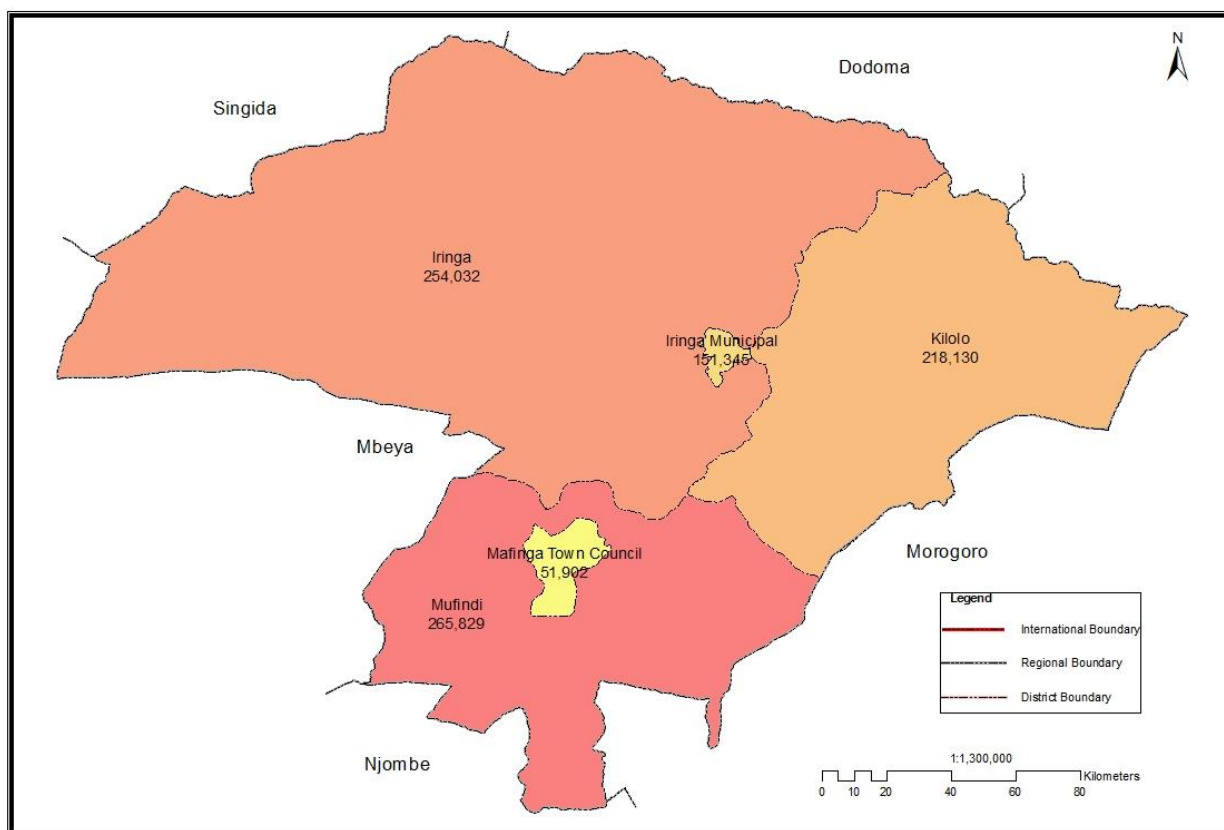 N
Dodoma
Singida
Iringa
254,032
Iringa Municipal
151,345
Kilolo
218,130
Mbeya
Mafinga Town Council
51,902
Morogoro
Mufindi
265,829
Legend
International Boundary
Regional Boundary
District Boundary
Njombe
1:1,300,000
Kilometers
0 10 20 40 60 80